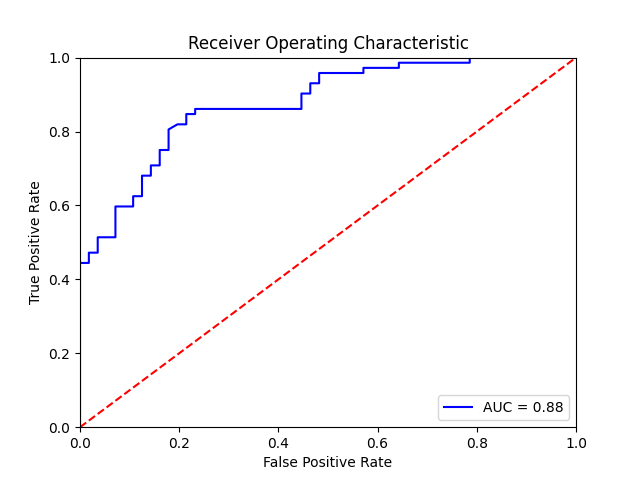 Receiver Operating Characteristic
1.0
0.8
0.6
0.4
0.2
0.0
True Positive Rate
AUC = 0.88
0.0 0.2 0.4 0.6 0.8 1.0
False Positive Rate